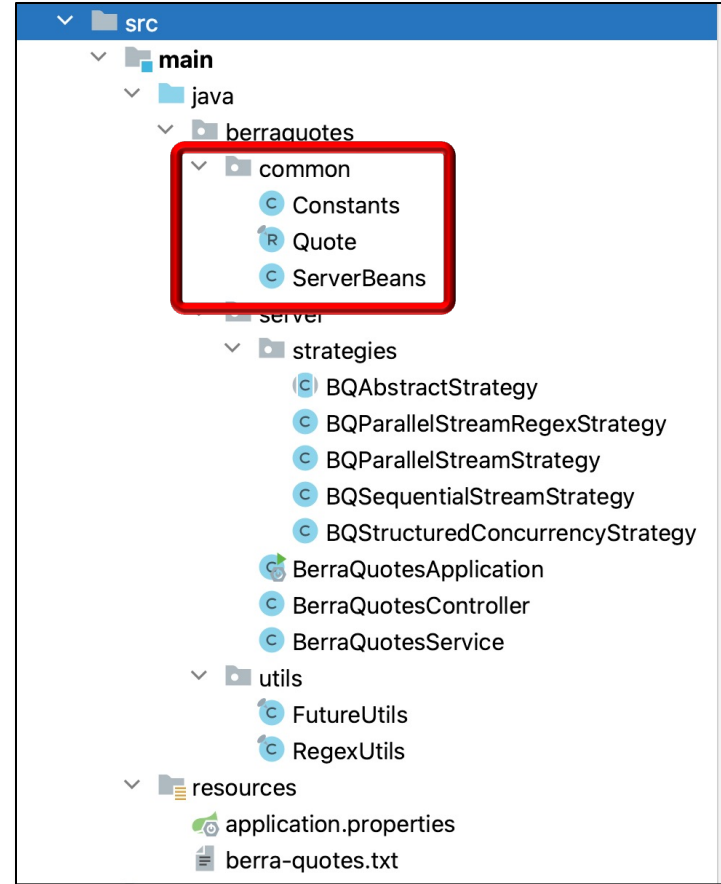 src
main
java
berraquotes
common
C Constants
R Quote
C ServerBeans
server
strategies
C BQAbstractStrategy
C BQParallelStreamRegexStrategy
C BQParallelStreamStrategy
C BQSequentialStreamStrategy
C BQStructuredConcurrencyStrategy
C BerraQuotesApplication
C BerraQuotesController
C BerraQuotesService
utils
C FutureUtils
C RegexUtils
resources
application.properties
berra-quotes.txt